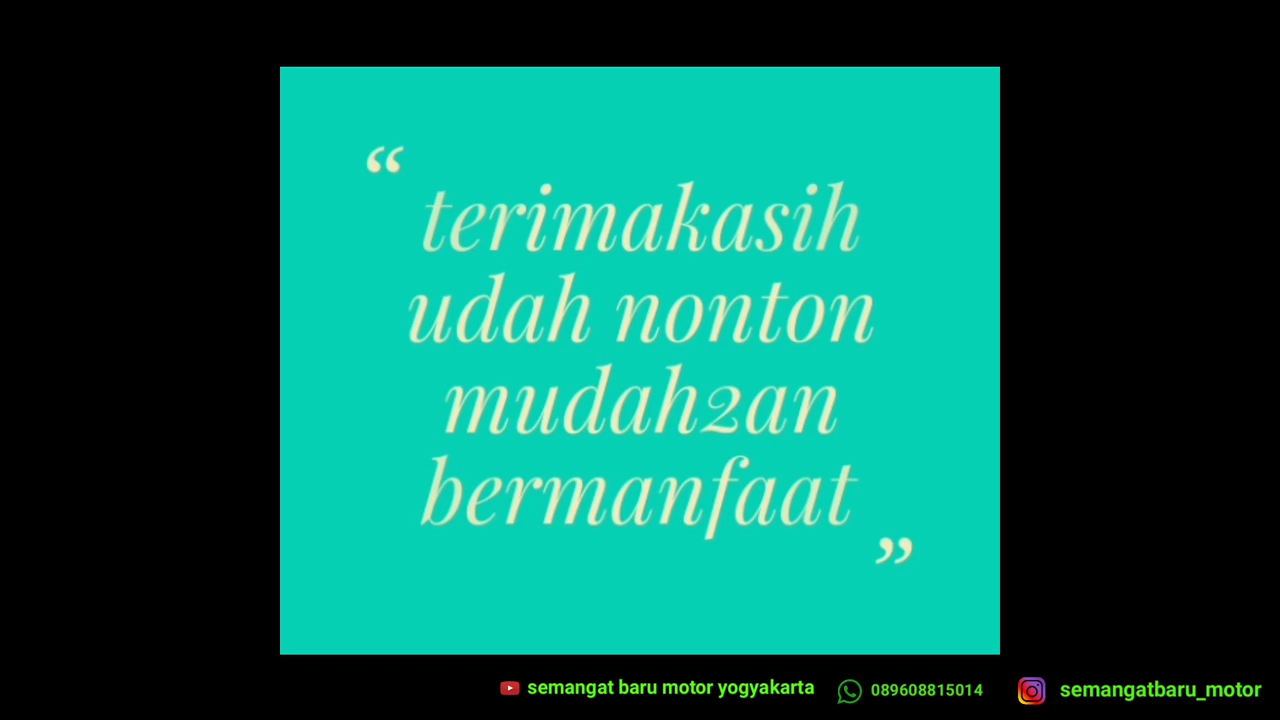 “
terimakasih
udah nonton
mudah2an
bermanfaat
”
semangat baru motor yogyakarta 089608815014 semangatbaru_motor